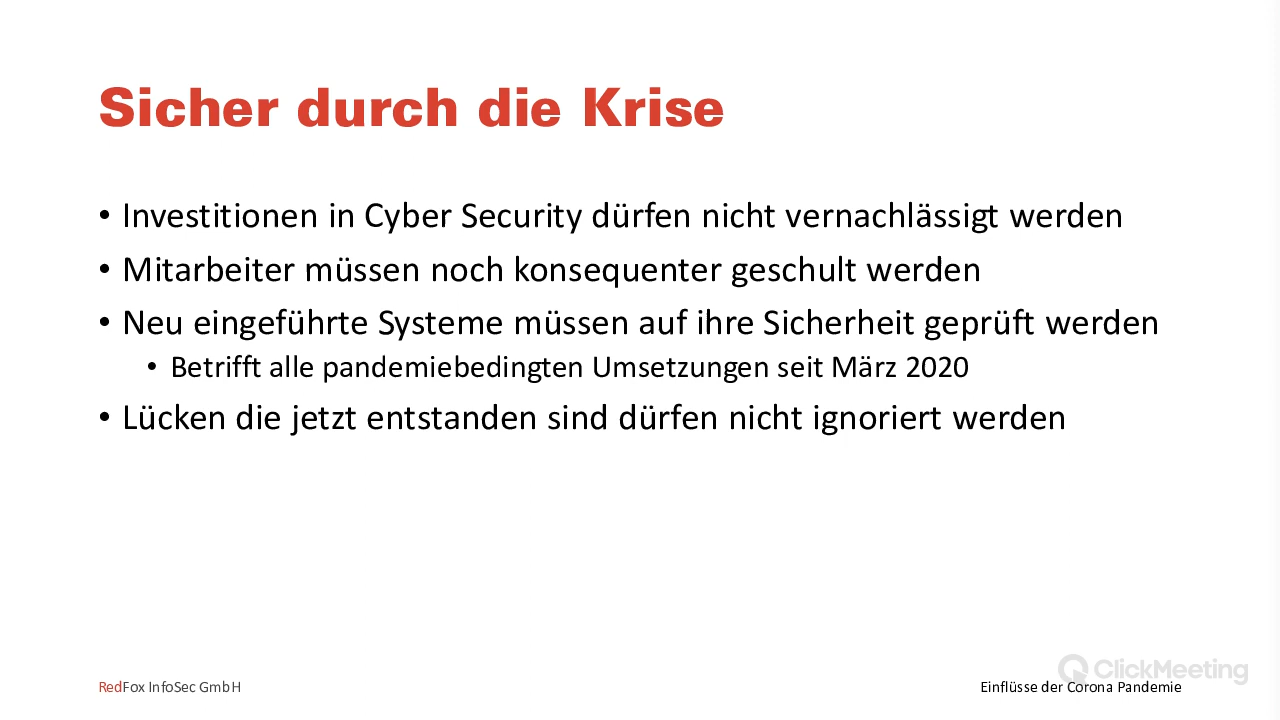 Sicher durch die Krise
• Investitionen in Cyber Security dürfen nicht vernachlässigt werden
• Mitarbeiter müssen noch konsequenter geschult werden
• Neu eingeführte Systeme müssen auf ihre Sicherheit geprüft werden
• Betrifft alle pandemiebedingten Umsetzungen seit März 2020
• Lücken die jetzt entstanden sind dürfen nicht ignoriert werden
ClickMeeting
RedFox InfoSec GmbH
Einflüsse der Corona Pandemie